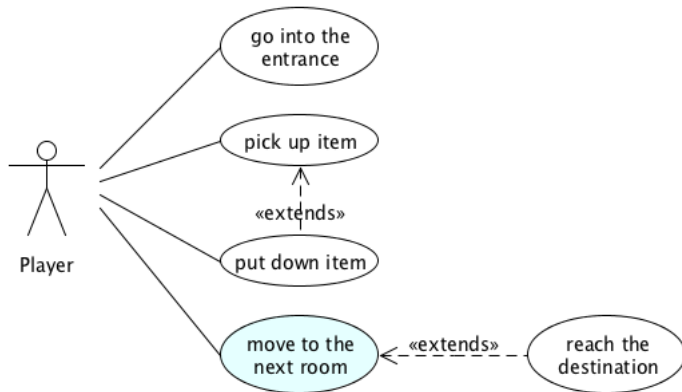 go into the
entrance
pick up item
«extends»
put down item
Player
move to the
next room
«extends»
reach the
destination